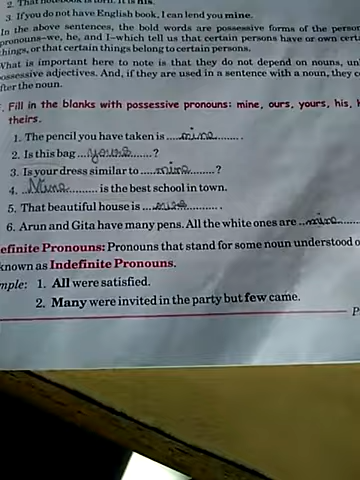 2. That notebook is torn. It is his.
3. If you do not have English book, I can lend you mine.
In the above sentences, the bold words are possessive forms of the person
pronouns—we, he, and I—which tell us that certain persons have or own cert
things, or that certain things belong to certain persons.
What is important here to note is that they do not depend on nouns, un
ossessive adjectives. And, if they are used in a sentence with a noun, they c
fter the noun.
. Fill in the blanks with possessive pronouns: mine, ours, yours, his, h
theirs.
1. The pencil you have taken is ....mine..........
2. Is this bag ...yours......?
3. Is your dress similar to .....mine........?
4. ..Mine.......... is the best school in town.
5. That beautiful house is ..............
6. Arun and Gita have many pens. All the white ones are ..mine.....
efinite Pronouns: Pronouns that stand for some noun understood o
known as Indefinite Pronouns.
mple: 1. All were satisfied.
2. Many were invited in the party but few came.
P